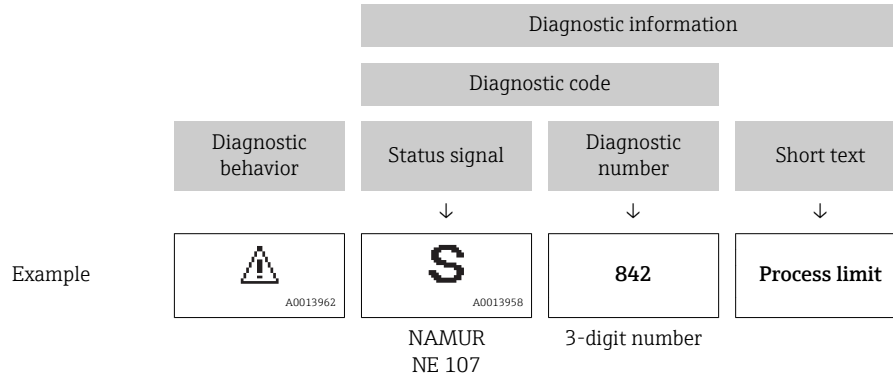 Diagnostic information
Diagnostic code
Diagnostic behavior
Status signal
Diagnostic number
Short text
↓ ↓ ↓
Example
A0013962
S
A0013958
842
Process limit
NAMUR NE 107
3-digit number